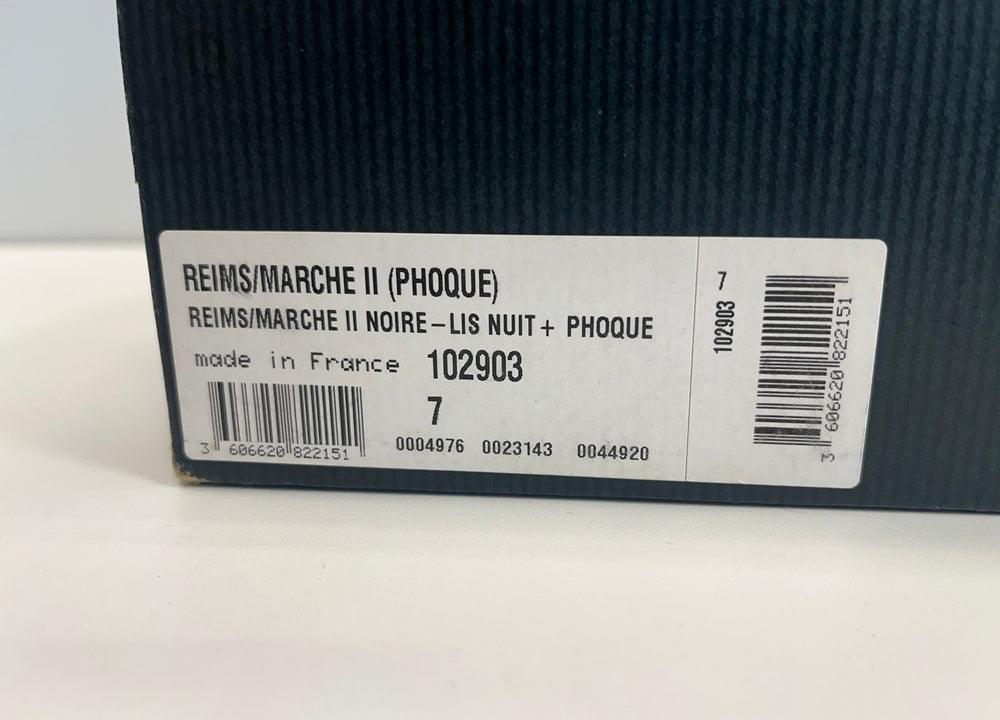 REIMS/MARCHE II (PHOQUE)
REIMS/MARCHE II NOIRE–LIS NUIT+ PHOQUE
made in France 102903
7
3 606620 822151
0004976 0023143 0044920
7
102903
3 606620 822151